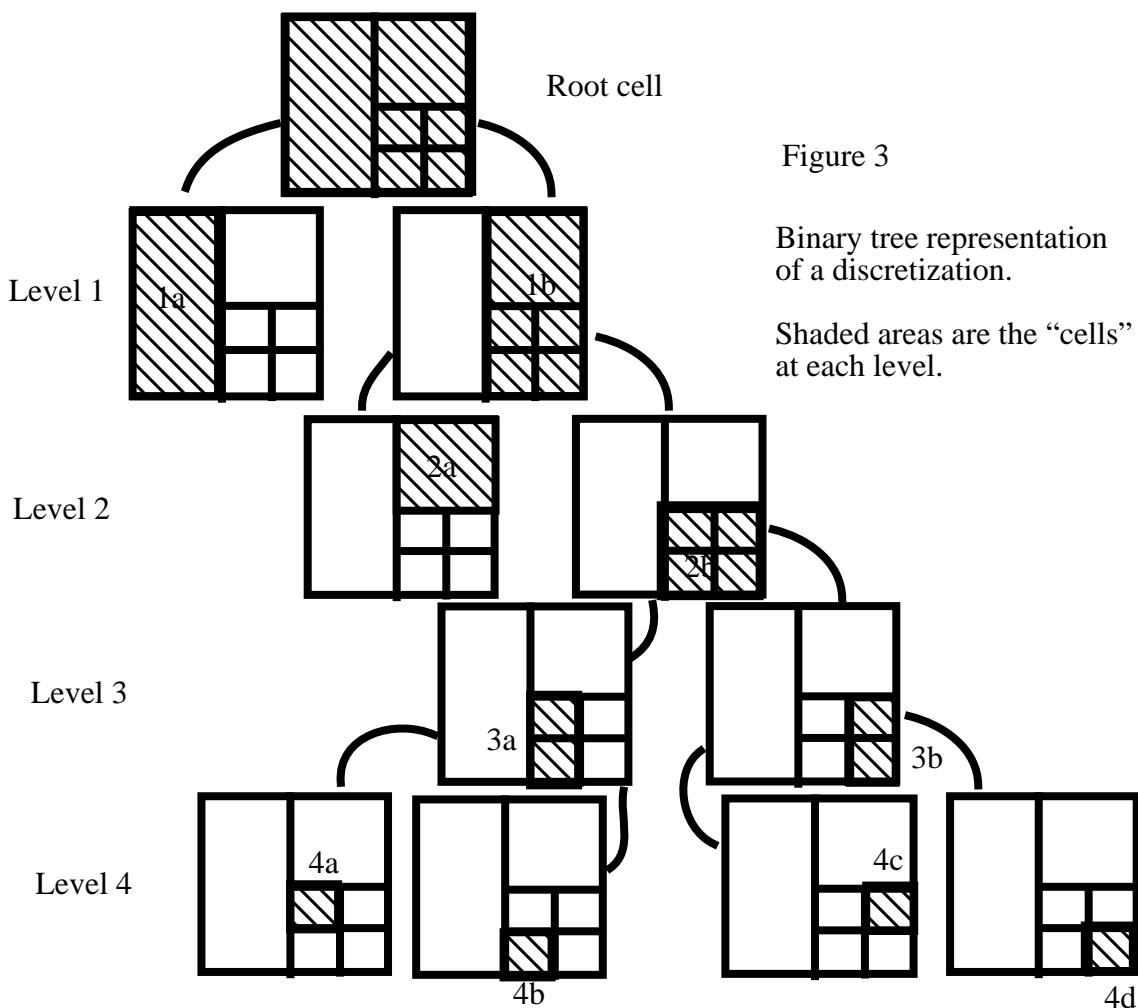 Root cell
Figure 3
Binary tree representation
of a discretization.
Shaded areas are the “cells”
at each level.
Level 1
1a
1b
Level 2
2a
2b
Level 3
3a
3b
Level 4
4a
4b
4c
4d